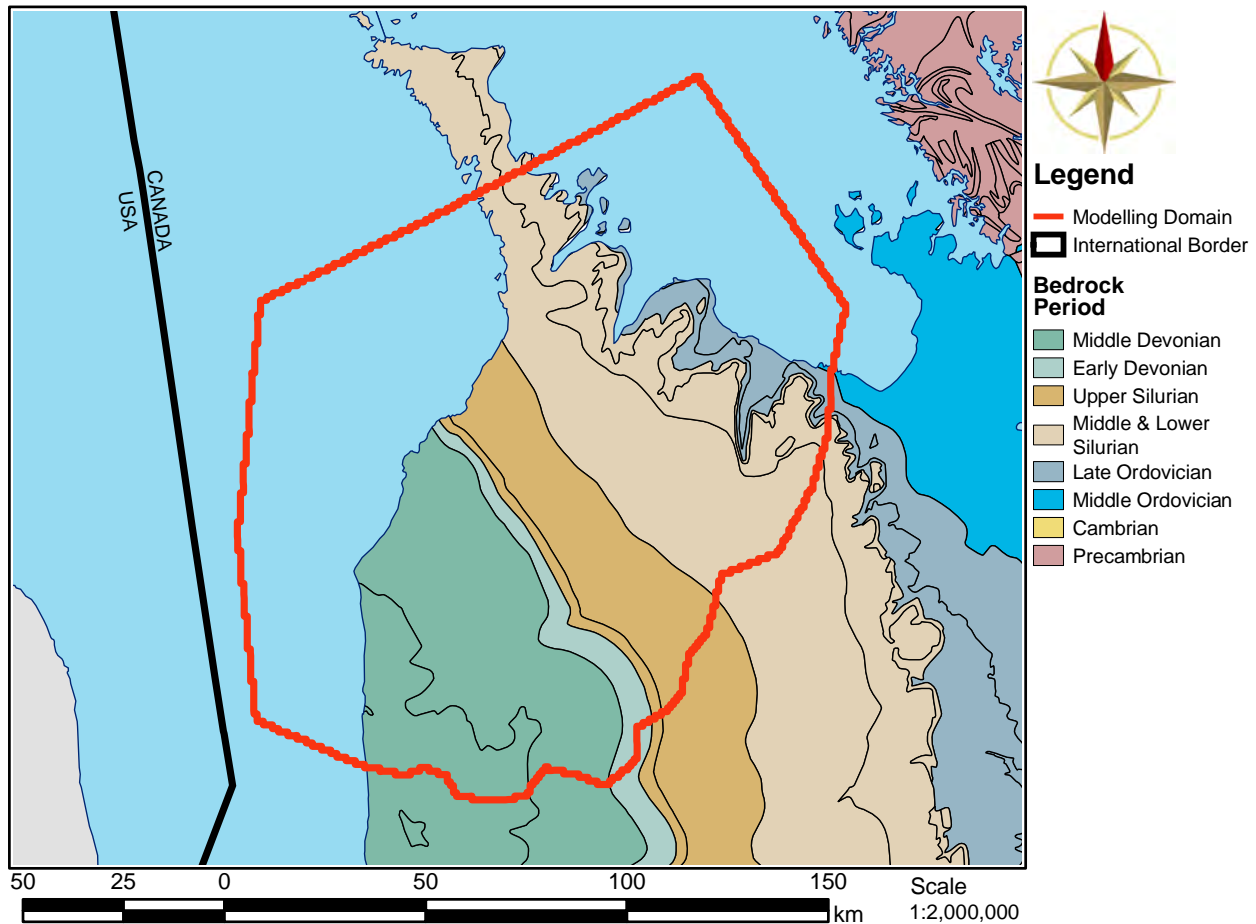 CANADA
USA
Legend
Modelling Domain
International Border
Bedrock
Period
Middle Devonian
Early Devonian
Upper Silurian
Middle & Lower
Silurian
Late Ordovician
Middle Ordovician
Cambrian
Precambrian
50 25 0 50 100 150
km
Scale
1:2,000,000